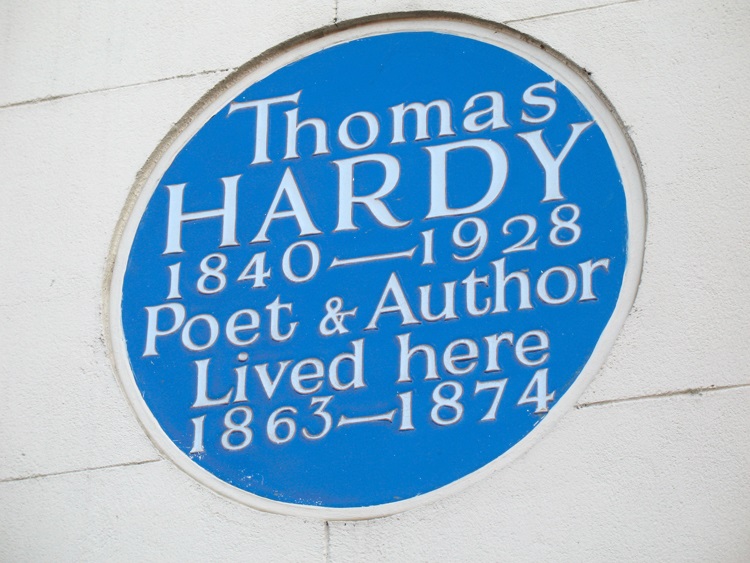 Thomas
HARDY
1840—1928
Poet & Author
Lived here
1863—1874